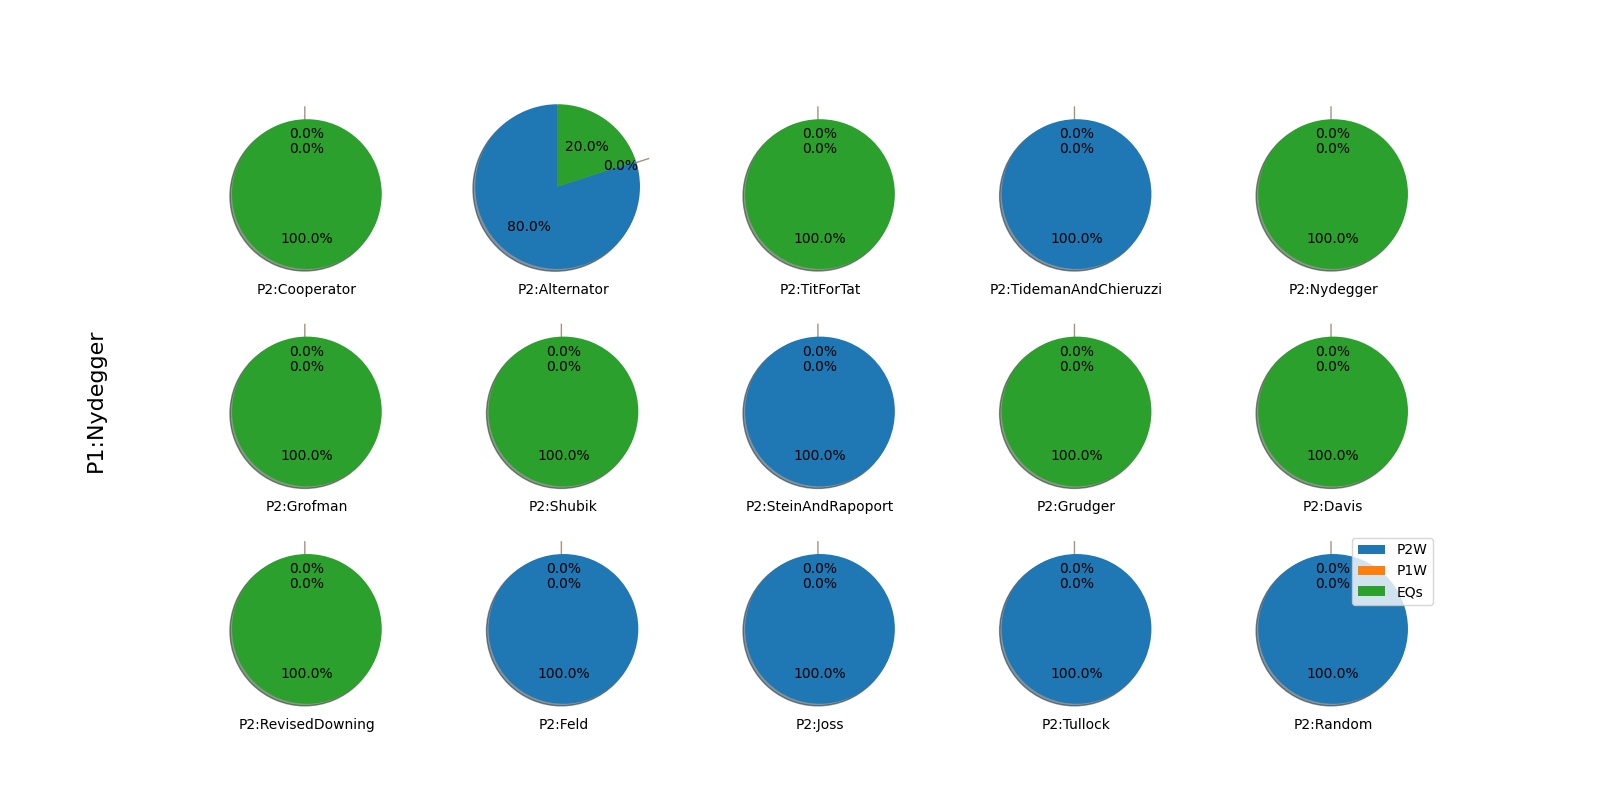 P1:Nydegger
0.0%
0.0%
100.0%
P2:Cooperator
20.0%
0.0%
80.0%
P2:Alternator
0.0%
0.0%
100.0%
P2:TitForTat
0.0%
0.0%
100.0%
P2:TidemanAndChieruzzi
0.0%
0.0%
100.0%
P2:Nydegger
0.0%
0.0%
100.0%
P2:Grofman
0.0%
0.0%
100.0%
P2:Shubik
0.0%
0.0%
100.0%
P2:SteinAndRapoport
0.0%
0.0%
100.0%
P2:Grudger
0.0%
0.0%
100.0%
P2:Davis
0.0%
0.0%
100.0%
P2:RevisedDowning
0.0%
0.0%
100.0%
P2:Feld
0.0%
0.0%
100.0%
P2:Joss
0.0%
0.0%
100.0%
P2:Tullock
0.0%
0.0%
100.0%
P2:Random
P2W
P1W
EQs